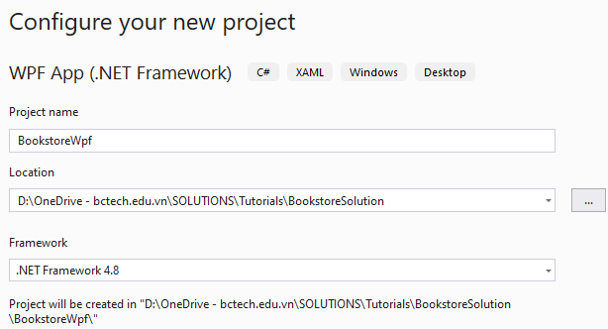 Configure your new project
WPF App (.NET Framework) C# XAML Windows Desktop
Project name
BookstoreWpf
Location
D:\OneDrive - bctech.edu.vn\SOLUTIONS\Tutorials\BookstoreSolution ...
Framework
.NET Framework 4.8
Project will be created in "D:\OneDrive - bctech.edu.vn\SOLUTIONS\Tutorials\BookstoreSolution
\BookstoreWpf\"